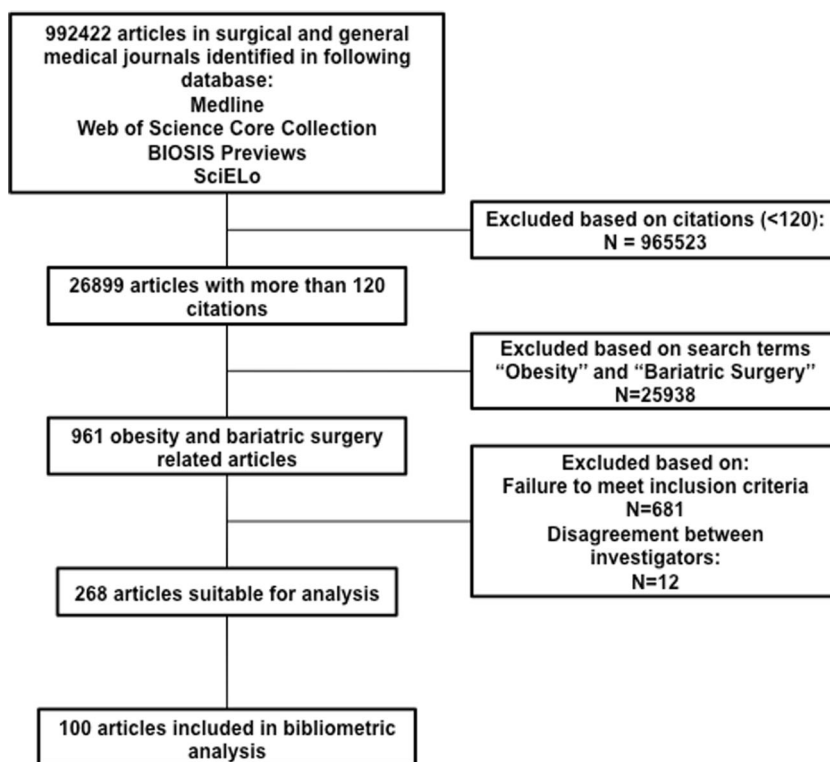 992422 articles in surgical and general
medical journals identified in following
database:
Medline
Web of Science Core Collection
BIOSIS Previews
SciELo
Excluded based on citations (<120):
N = 965523
26899 articles with more than 120
citations
Excluded based on search terms
“Obesity” and “Bariatric Surgery”
N=25938
961 obesity and bariatric surgery
related articles
Excluded based on:
Failure to meet inclusion criteria
N=681
Disagreement between
investigators:
N=12
268 articles suitable for analysis
100 articles included in bibliometric
analysis